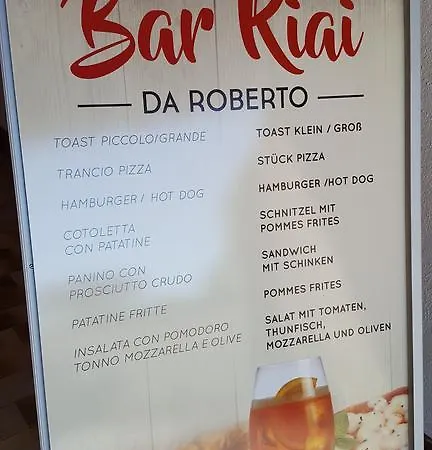 Bar Riai
DA ROBERTO
TOAST PICCOLO/GRANDE
TRANCIO PIZZA
HAMBURGER / HOT DOG
COTOLETTA
CON PATATINE
PANINO CON
PROSCIUTTO CRUDO
PATATINE FRITTE
INSALATA CON POMODORO
TONNO MOZZARELLA E OLIVE
TOAST KLEIN / GROß
STÜCK PIZZA
HAMBURGER /HOT DOG
SCHNITZEL MIT
POMMES FRITES
SANDWICH
MIT SCHINKEN
POMMES FRITES
SALAT MIT TOMATEN,
THUNFISCH,
MOZZARELLA UND OLIVEN